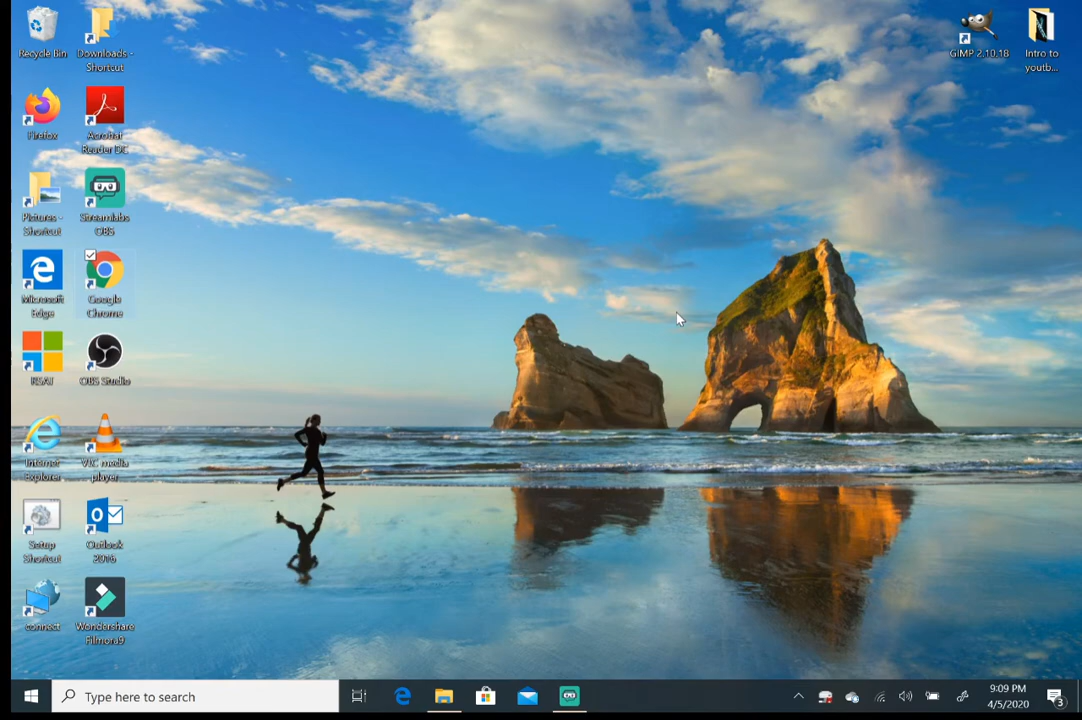 Recycle Bin
Downloads -
Shortcut
GIMP 2.10.18
Intro to
youtb...
Firefox
Acrobat
Reader DC
Pictures -
Shortcut
Streamlabs
OBS
Microsoft
Edge
Google
Chrome
RSAT
OBS Studio
Internet
Explorer
VLC media
player
Setup
Shortcut
Outlook
2016
connect
Wondershare
Filmora9
Type here to search
9:09 PM
4/5/2020
3